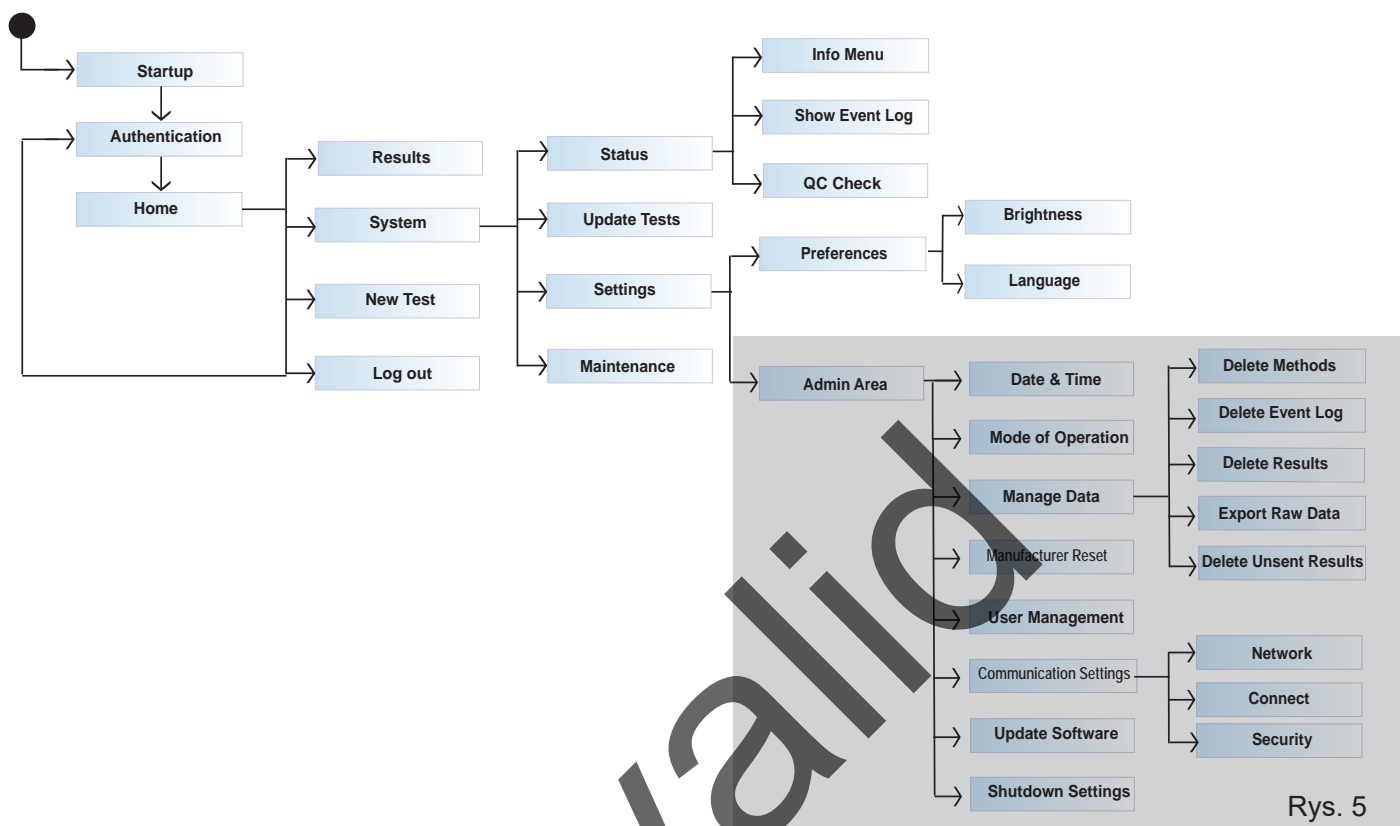 Startup
Authentication
Home
Results
System
New Test
Log out
Status
Update Tests
Settings
Maintenance
Info Menu
Show Event Log
QC Check
Preferences
Brightness
Language
Admin Area
Date & Time
Mode of Operation
Manage Data
Manufacturer Reset
User Management
Communication Settings
Update Software
Shutdown Settings
Delete Methods
Delete Event Log
Delete Results
Export Raw Data
Delete Unsent Results
Network
Connect
Security
Rys. 5
valid